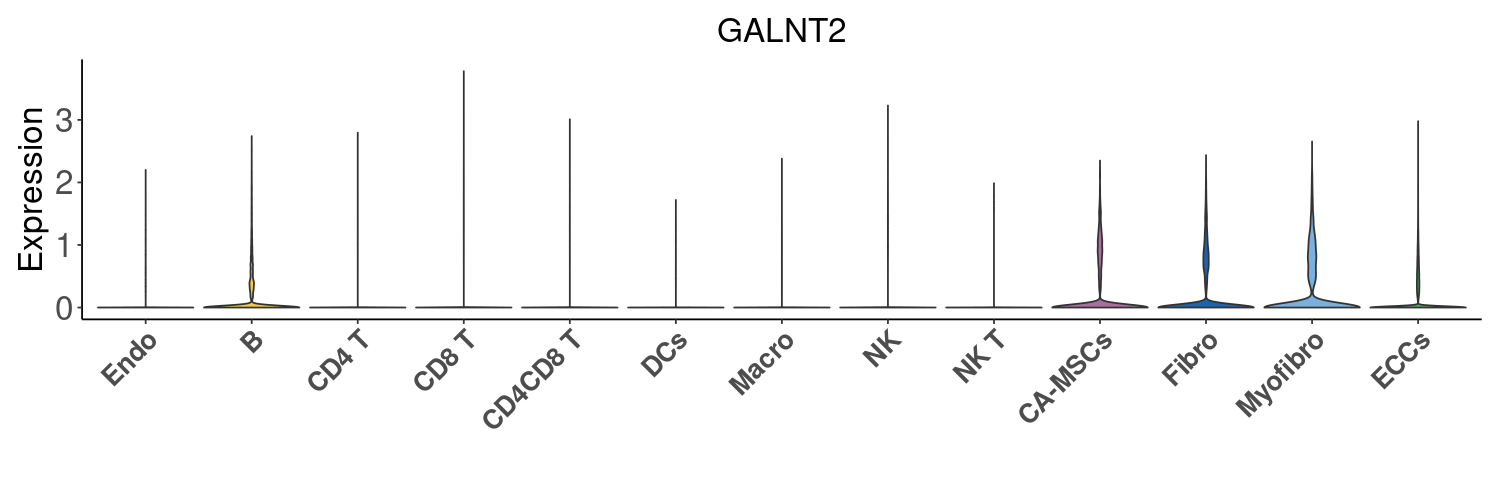 GALNT2
Expression
3
2
1
0
Endo
B
CD4 T
CD8 T
CD4CD8 T
DCs
Macro
NK
NK T
CA-MSCs
Fibro
Myofibro
ECCs